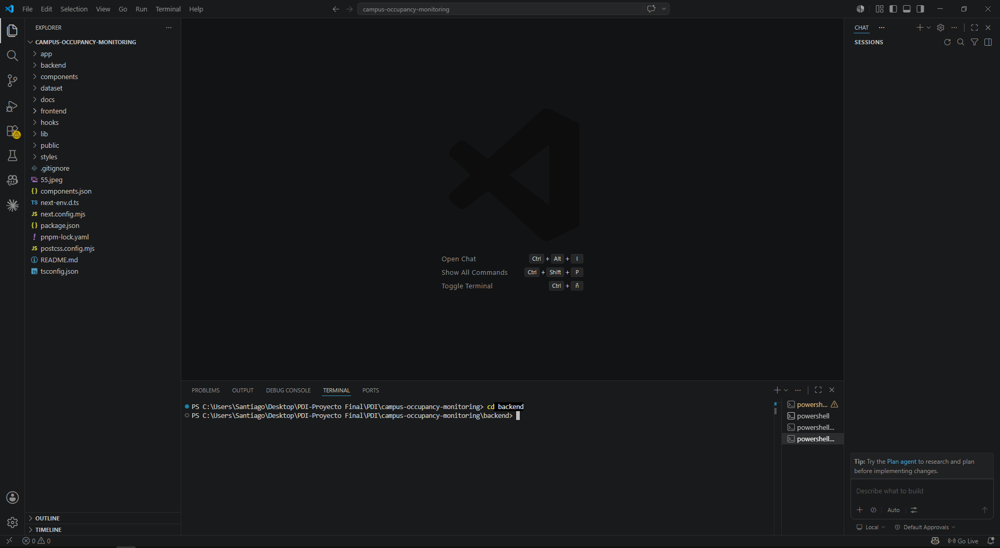 File Edit Selection View Go Run Terminal Help
campus-occupancy-monitoring
EXPLORER
CAMPUS-OCCUPANCY-MONITORING
app
backend
components
dataset
docs
frontend
hooks
lib
public
styles
.gitignore
55.jpeg
{} components.json
TS next-env.d.ts
JS next.config.mjs
{} package.json
! pnpm-lock.yaml
JS postcss.config.mjs
README.md
TS tsconfig.json
OUTLINE
TIMELINE
Open Chat Ctrl + Alt + I
Show All Commands Ctrl + Shift + P
Toggle Terminal Ctrl + ñ
PROBLEMS OUTPUT DEBUG CONSOLE TERMINAL PORTS
PS C:\Users\Santiago\Desktop\PDI-Proyecto Final\PDI\campus-occupancy-monitoring> cd backend
PS C:\Users\Santiago\Desktop\PDI-Proyecto Final\PDI\campus-occupancy-monitoring\backend>
powersh...
powershell
powershell...
powershell...
CHAT
SESSIONS
Tip: Try the Plan agent to research and plan
before implementing changes.
Describe what to build
Auto
Local Default Approvals
0 0
Go Live